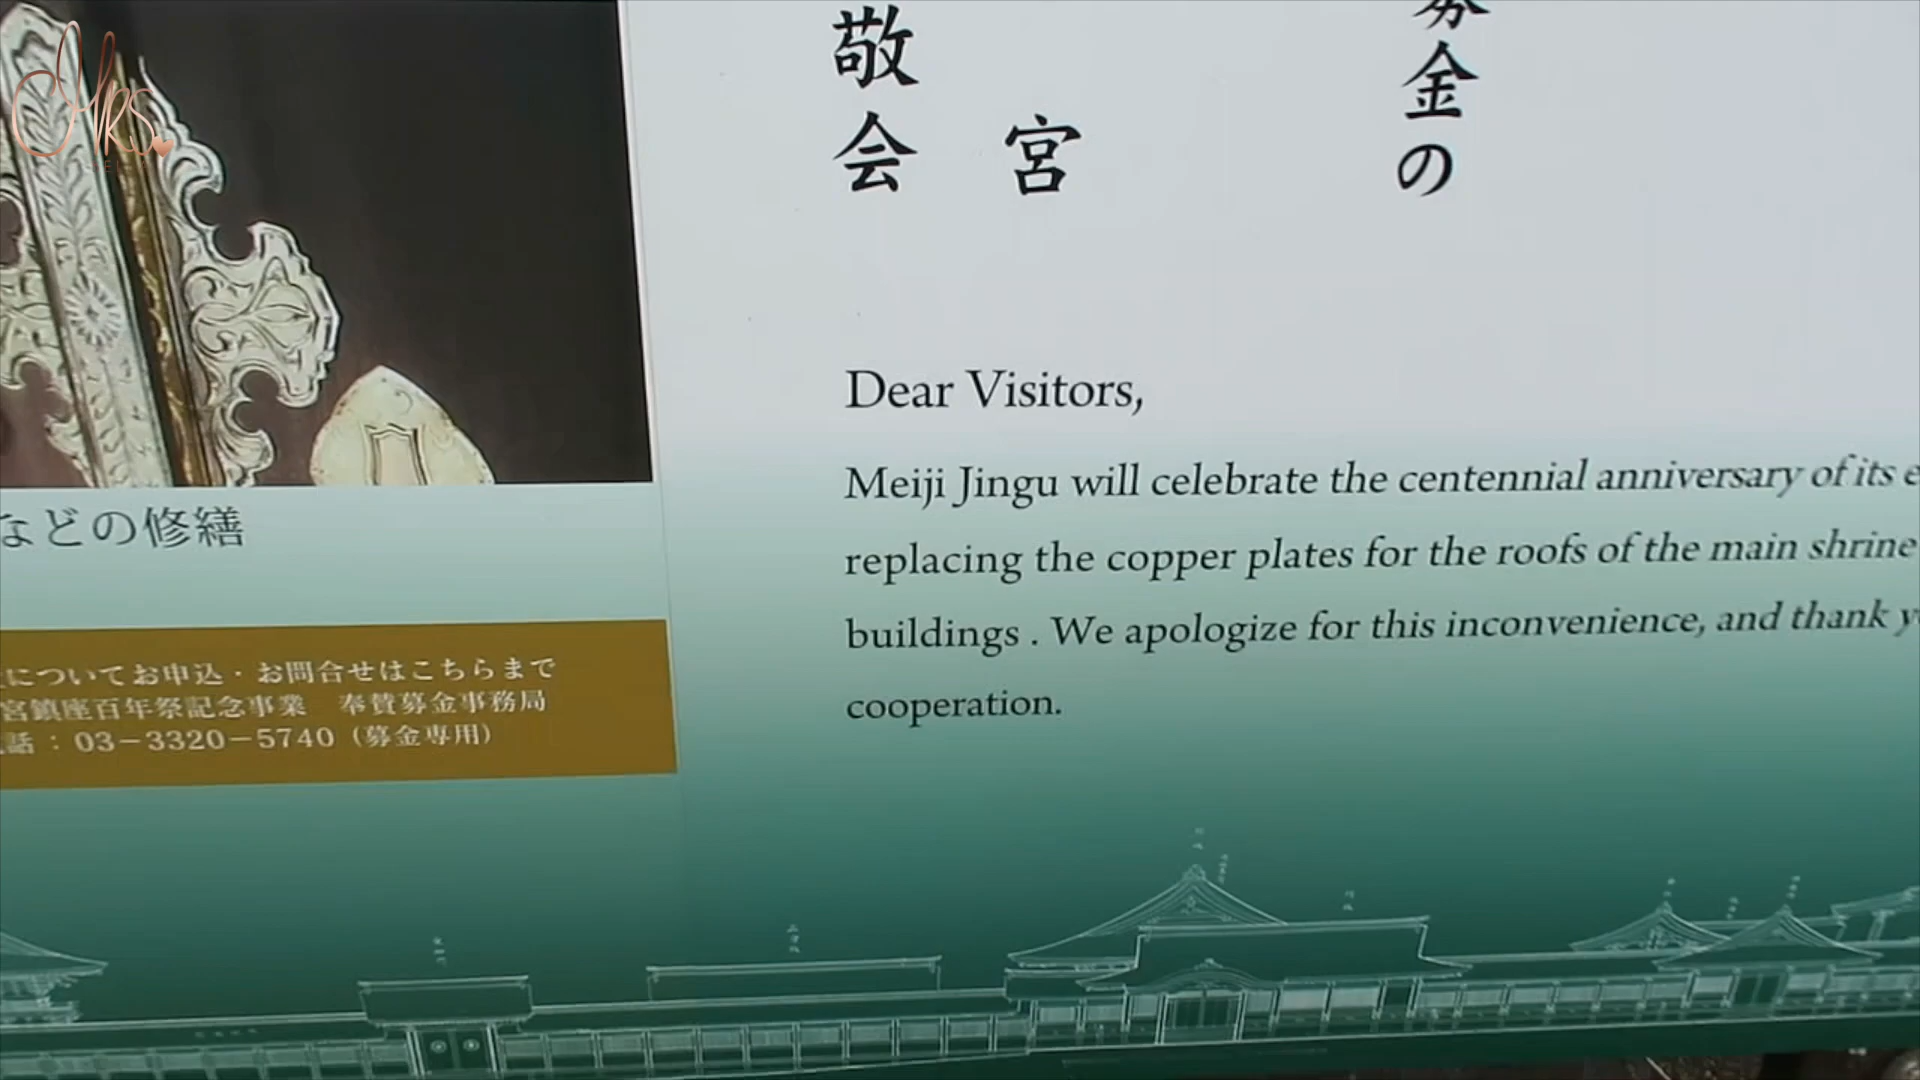 Mrs.
募金の
宮
敬会
などの修繕
についてお申込・お問合せはこちらまで
宮鎮座百年祭記念事業 奉賛募金事務局
話：03−3320−5740（募金専用）
Dear Visitors,
Meiji Jingu will celebrate the centennial anniversary of its
replacing the copper plates for the roofs of the main shrine
buildings . We apologize for this inconvenience, and thank
cooperation.